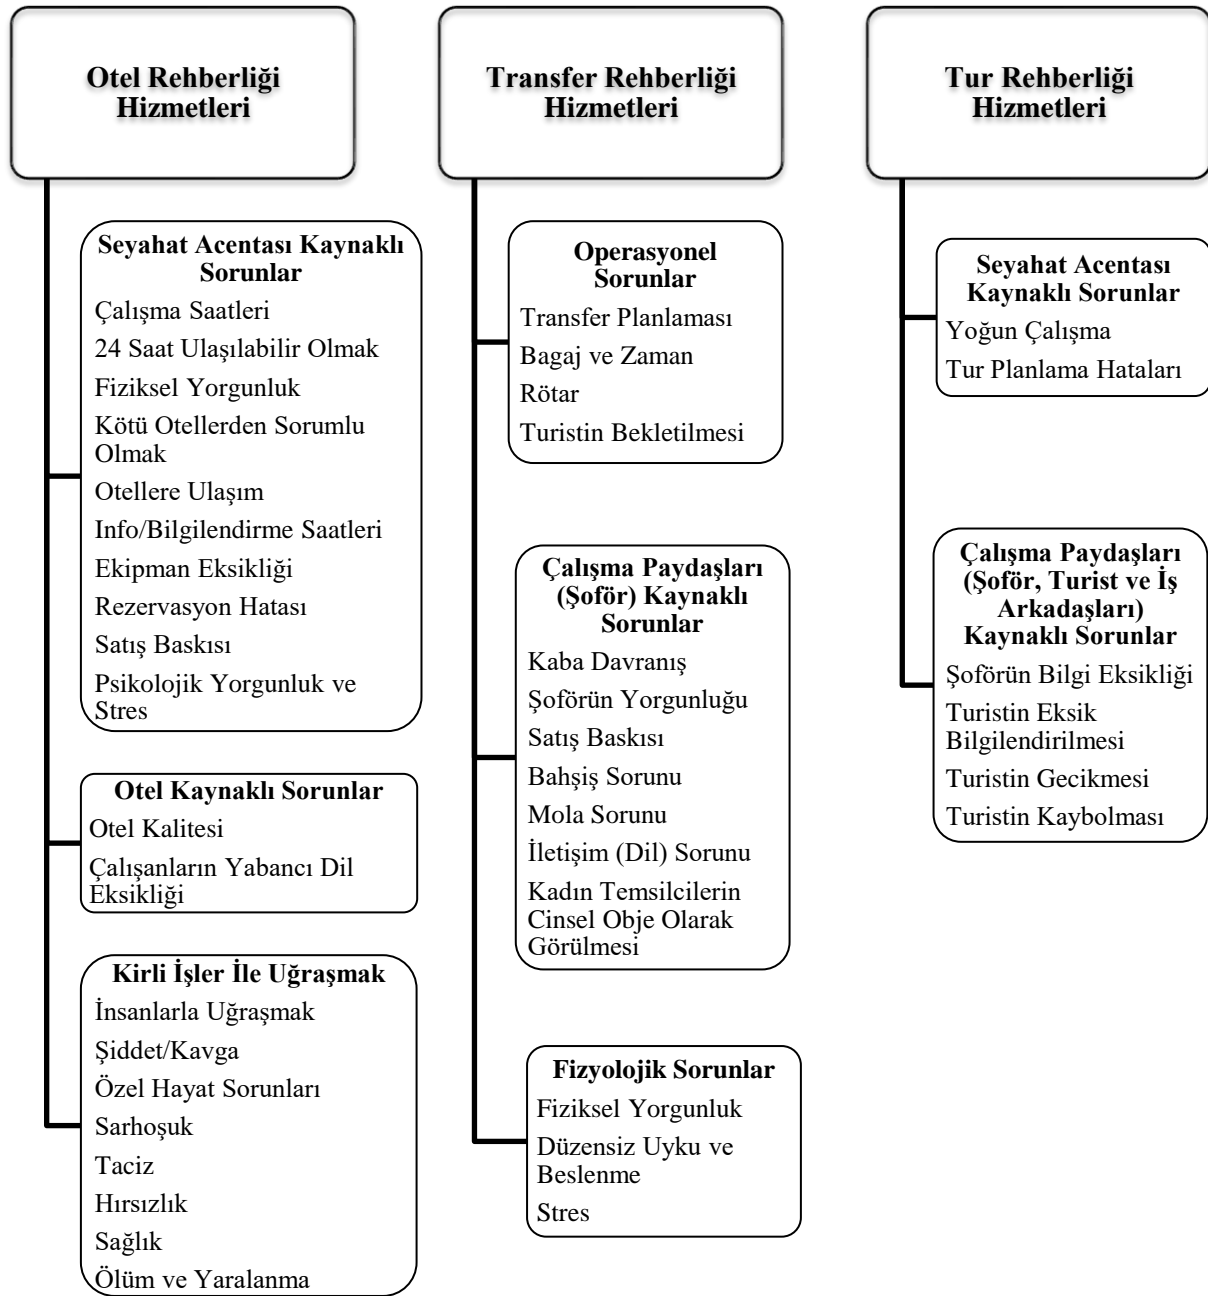 Otel Rehberliği
Hizmetleri
Seyahat Acentası Kaynaklı
Sorunlar
Çalışma Saatleri
24 Saat Ulaşılabilir Olmak
Fiziksel Yorgunluk
Kötü Otellerden Sorumlu
Olmak
Otellere Ulaşım
Info/Bilgilendirme Saatleri
Ekipman Eksikliği
Rezervasyon Hatası
Satış Baskısı
Psikolojik Yorgunluk ve
Stres
Otel Kaynaklı Sorunlar
Otel Kalitesi
Çalışanların Yabancı Dil
Eksikliği
Kirli İşler İle Uğraşmak
İnsanlarla Uğraşmak
Şiddet/Kavga
Özel Hayat Sorunları
Sarhoşuk
Taciz
Hırsızlık
Sağlık
Ölüm ve Yaralanma
Transfer Rehberliği
Hizmetleri
Operasyonel
Sorunlar
Transfer Planlaması
Bagaj ve Zaman
Rötar
Turistin Bekletilmesi
Çalışma Paydaşları
(Şoför) Kaynaklı
Sorunlar
Kaba Davranış
Şoförün Yorgunluğu
Satış Baskısı
Bahşiş Sorunu
Mola Sorunu
İletişim (Dil) Sorunu
Kadın Temsilcilerin
Cinsel Obje Olarak
Görülmesi
Fizyolojik Sorunlar
Fiziksel Yorgunluk
Düzensiz Uyku ve
Beslenme
Stres
Tur Rehberliği
Hizmetleri
Seyahat Acentası
Kaynaklı Sorunlar
Yoğun Çalışma
Tur Planlama Hataları
Çalışma Paydaşları
(Şoför, Turist ve İş
Arkadaşları)
Kaynaklı Sorunlar
Şoförün Bilgi Eksikliği
Turistin Eksik
Bilgilendirilmesi
Turistin Gecikmesi
Turistin Kaybolması